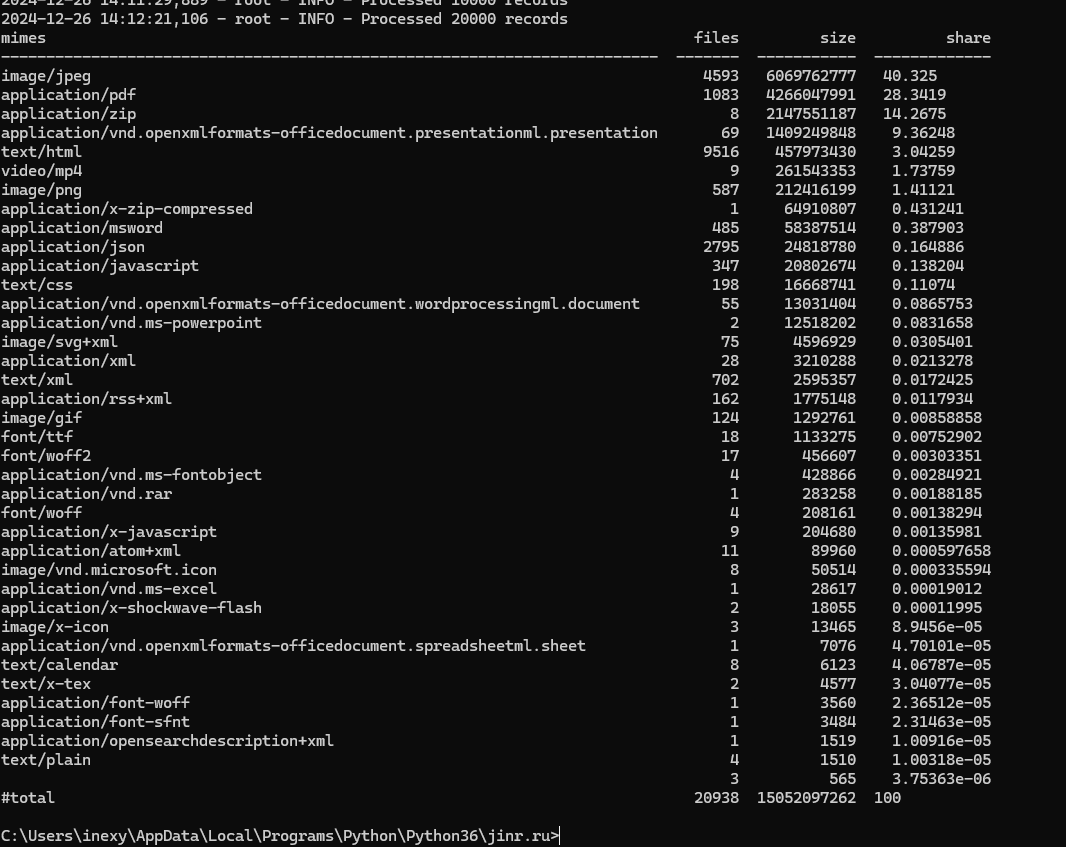 2024-12-26 14:11:29,889 - root - INFO - Processed 10000 records
2024-12-26 14:12:21,106 - root - INFO - Processed 20000 records
mimes files size share
------------------------------------------------------------------------- ------- ----------- -------------
image/jpeg 4593 6069762777 40.325
application/pdf 1083 4266047991 28.3419
application/zip 8 2147551187 14.2675
application/vnd.openxmlformats-officedocument.presentationml.presentation 69 1409249848 9.36248
text/html 9516 457973430 3.04259
video/mp4 9 261543353 1.73759
image/png 587 212416199 1.41121
application/x-zip-compressed 1 64910807 0.431241
application/msword 485 58387514 0.387903
application/json 2795 24818780 0.164886
application/javascript 347 20802674 0.138204
text/css 198 16668741 0.11074
application/vnd.openxmlformats-officedocument.wordprocessingml.document 55 13031404 0.0865753
application/vnd.ms-powerpoint 2 12518202 0.0831658
image/svg+xml 75 4596929 0.0305401
application/xml 28 3210288 0.0213278
text/xml 702 2595357 0.0172425
application/rss+xml 162 1775148 0.0117934
image/gif 124 1292761 0.00858858
font/ttf 18 1133275 0.00752902
font/woff2 17 456607 0.00303351
application/vnd.ms-fontobject 4 428866 0.00284921
application/vnd.rar 1 283258 0.00188185
font/woff 4 208161 0.00138294
application/x-javascript 9 204680 0.00135981
application/atom+xml 11 89960 0.000597658
image/vnd.microsoft.icon 8 50514 0.000335594
application/vnd.ms-excel 1 28617 0.00019012
application/x-shockwave-flash 2 18055 0.00011995
image/x-icon 3 13465 8.9456e-05
application/vnd.openxmlformats-officedocument.spreadsheetml.sheet 1 7076 4.70101e-05
text/calendar 8 6123 4.06787e-05
text/x-tex 2 4577 3.04077e-05
application/font-woff 1 3560 2.36512e-05
application/font-sfnt 1 3484 2.31463e-05
application/opensearchdescription+xml 1 1519 1.00916e-05
text/plain 4 1510 1.00318e-05
3 565 3.75363e-06
#total 20938 15052097262 100
C:\Users\inexy\AppData\Local\Programs\Python\Python36\jinr.ru>